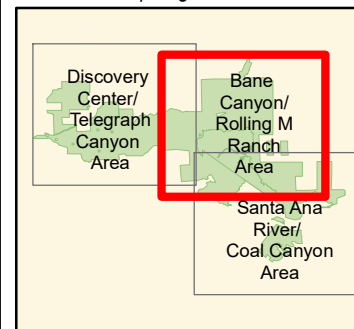 Discovery
Center/
Telegraph
Canyon
Area
Bane
Canyon/
Rolling M
Ranch
Area
Santa Ana
River/
Coal Canyon
Area